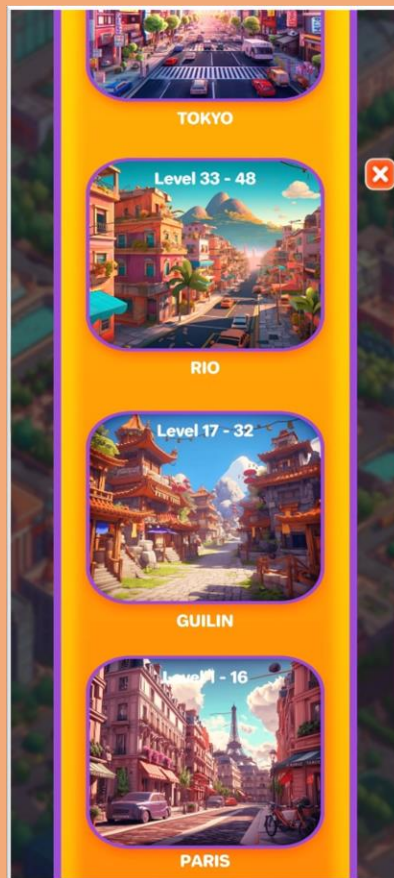 TOKYO
Level 33 - 48
RIO
Level 17 - 32
GUILIN
Level 1 - 16
PARIS